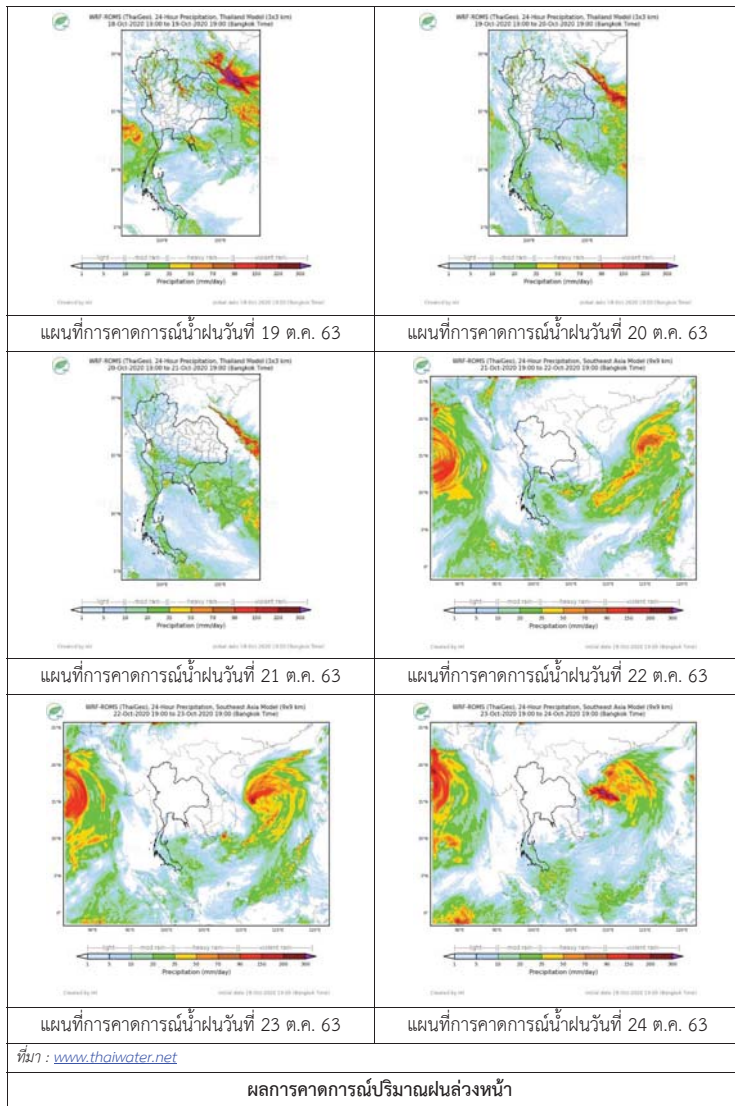 WRF-ROMS (ThaiGeo), 24-Hour Precipitation, Thailand Model (3x3 km)
18-Oct-2020 19:00 to 19-Oct-2020 19:00 (Bangkok Time)
Precipitation (mm/day)
แผนที่การคาดการณ์น้ำฝนวันที่ 19 ต.ค. 63
WRF-ROMS (ThaiGeo), 24-Hour Precipitation, Thailand Model (3x3 km)
19-Oct-2020 19:00 to 20-Oct-2020 19:00 (Bangkok Time)
Precipitation (mm/day)
แผนที่การคาดการณ์น้ำฝนวันที่ 20 ต.ค. 63
WRF-ROMS (ThaiGeo), 24-Hour Precipitation, Thailand Model (3x3 km)
20-Oct-2020 19:00 to 21-Oct-2020 19:00 (Bangkok Time)
Precipitation (mm/day)
แผนที่การคาดการณ์น้ำฝนวันที่ 21 ต.ค. 63
WRF-ROMS (ThaiGeo), 24-Hour Precipitation, Southeast Asia Model (9x9 km)
21-Oct-2020 19:00 to 22-Oct-2020 19:00 (Bangkok Time)
Precipitation (mm/day)
แผนที่การคาดการณ์น้ำฝนวันที่ 22 ต.ค. 63
WRF-ROMS (ThaiGeo), 24-Hour Precipitation, Southeast Asia Model (9x9 km)
22-Oct-2020 19:00 to 23-Oct-2020 19:00 (Bangkok Time)
Precipitation (mm/day)
แผนที่การคาดการณ์น้ำฝนวันที่ 23 ต.ค. 63
WRF-ROMS (ThaiGeo), 24-Hour Precipitation, Southeast Asia Model (9x9 km)
23-Oct-2020 19:00 to 24-Oct-2020 19:00 (Bangkok Time)
Precipitation (mm/day)
แผนที่การคาดการณ์น้ำฝนวันที่ 24 ต.ค. 63
ที่มา : www.thaiwater.net
ผลการคาดการณ์ปริมาณฝนล่วงหน้า